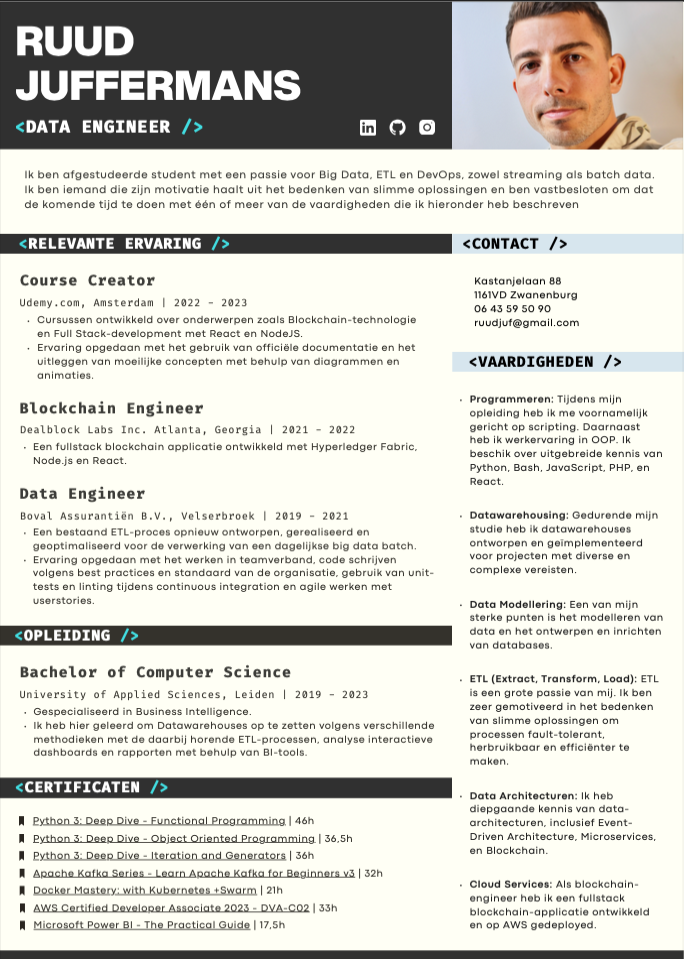 RUUD
JUFFERMANS
<DATA ENGINEER />
Ik ben afgestudeerde student met een passie voor Big Data, ETL en DevOps, zowel streaming als batch data.
Ik ben iemand die zijn motivatie haalt uit het bedenken van slimme oplossingen en ben vastbesloten om dat
de komende tijd te doen met één of meer van de vaardigheden die ik hieronder heb beschreven
<RELEVANTE ERVARING />
Course Creator
Udemy.com, Amsterdam | 2022 - 2023
· Cursussen ontwikkeld over onderwerpen zoals Blockchain-technologie
en Full Stack-development met React en NodeJS.
· Ervaring opgedaan met het gebruik van officiële documentatie en het
uitleggen van moeilijke concepten met behulp van diagrammen en
animaties.
Blockchain Engineer
Dealblock Labs Inc. Atlanta, Georgia | 2021 - 2022
· Een fullstack blockchain applicatie ontwikkeld met Hyperledger Fabric,
Node.js en React.
Data Engineer
Boval Assurantiën B.V., Velserbroek | 2019 - 2021
· Een bestaand ETL-proces opnieuw ontworpen, gerealiseerd en
geoptimaliseerd voor de verwerking van een dagelijkse big data batch.
· Ervaring opgedaan met het werken in teamverband, code schrijven
volgens best practices en standaard van de organisatie, gebruik van unit-
tests en linting tijdens continuous integration en agile werken met
userstories.
<OPLEIDING />
Bachelor of Computer Science
University of Applied Sciences, Leiden | 2019 - 2023
· Gespecialiseerd in Business Intelligence.
· Ik heb hier geleerd om Datawarehouses op te zetten volgens verschillende
methodieken met de daarbij horende ETL-processen, analyse interactieve
dashboards en rapporten met behulp van BI-tools.
<CERTIFICATEN />
Python 3: Deep Dive - Functional Programming | 46h
Python 3: Deep Dive - Object Oriented Programming | 36,5h
Python 3: Deep Dive - Iteration and Generators | 36h
Apache Kafka Series - Learn Apache Kafka for Beginners v3 | 32h
Docker Mastery: with Kubernetes +Swarm | 21h
AWS Certified Developer Associate 2023 - DVA-C02 | 33h
Microsoft Power BI - The Practical Guide | 17,5h
<CONTACT />
Kastanjelaan 88
1161VD Zwanenburg
06 43 59 50 90
ruudjuf@gmail.com
<VAARDIGHEDEN />
· Programmeren: Tijdens mijn
opleiding heb ik me voornamelijk
gericht op scripting. Daarnaast
heb ik werkervaring in OOP. Ik
beschik over uitgebreide kennis van
Python, Bash, JavaScript, PHP, en
React.
· Datawarehousing: Gedurende mijn
studie heb ik datawarehouses
ontworpen en geïmplementeerd
voor projecten met diverse en
complexe vereisten.
· Data Modellering: Een van mijn
sterke punten is het modelleren van
data en het ontwerpen en inrichten
van databases.
· ETL (Extract, Transform, Load): ETL
is een grote passie van mij. Ik ben
zeer gemotiveerd in het bedenken
van slimme oplossingen om
processen fault-tolerant,
herbruikbaar en efficiënter te
maken.
· Data Architecturen: Ik heb
diepgaande kennis van data-
architecturen, inclusief Event-
Driven Architecture, Microservices,
en Blockchain.
· Cloud Services: Als blockchain-
engineer heb ik een fullstack
blockchain-applicatie ontwikkeld
en op AWS gedeployed.